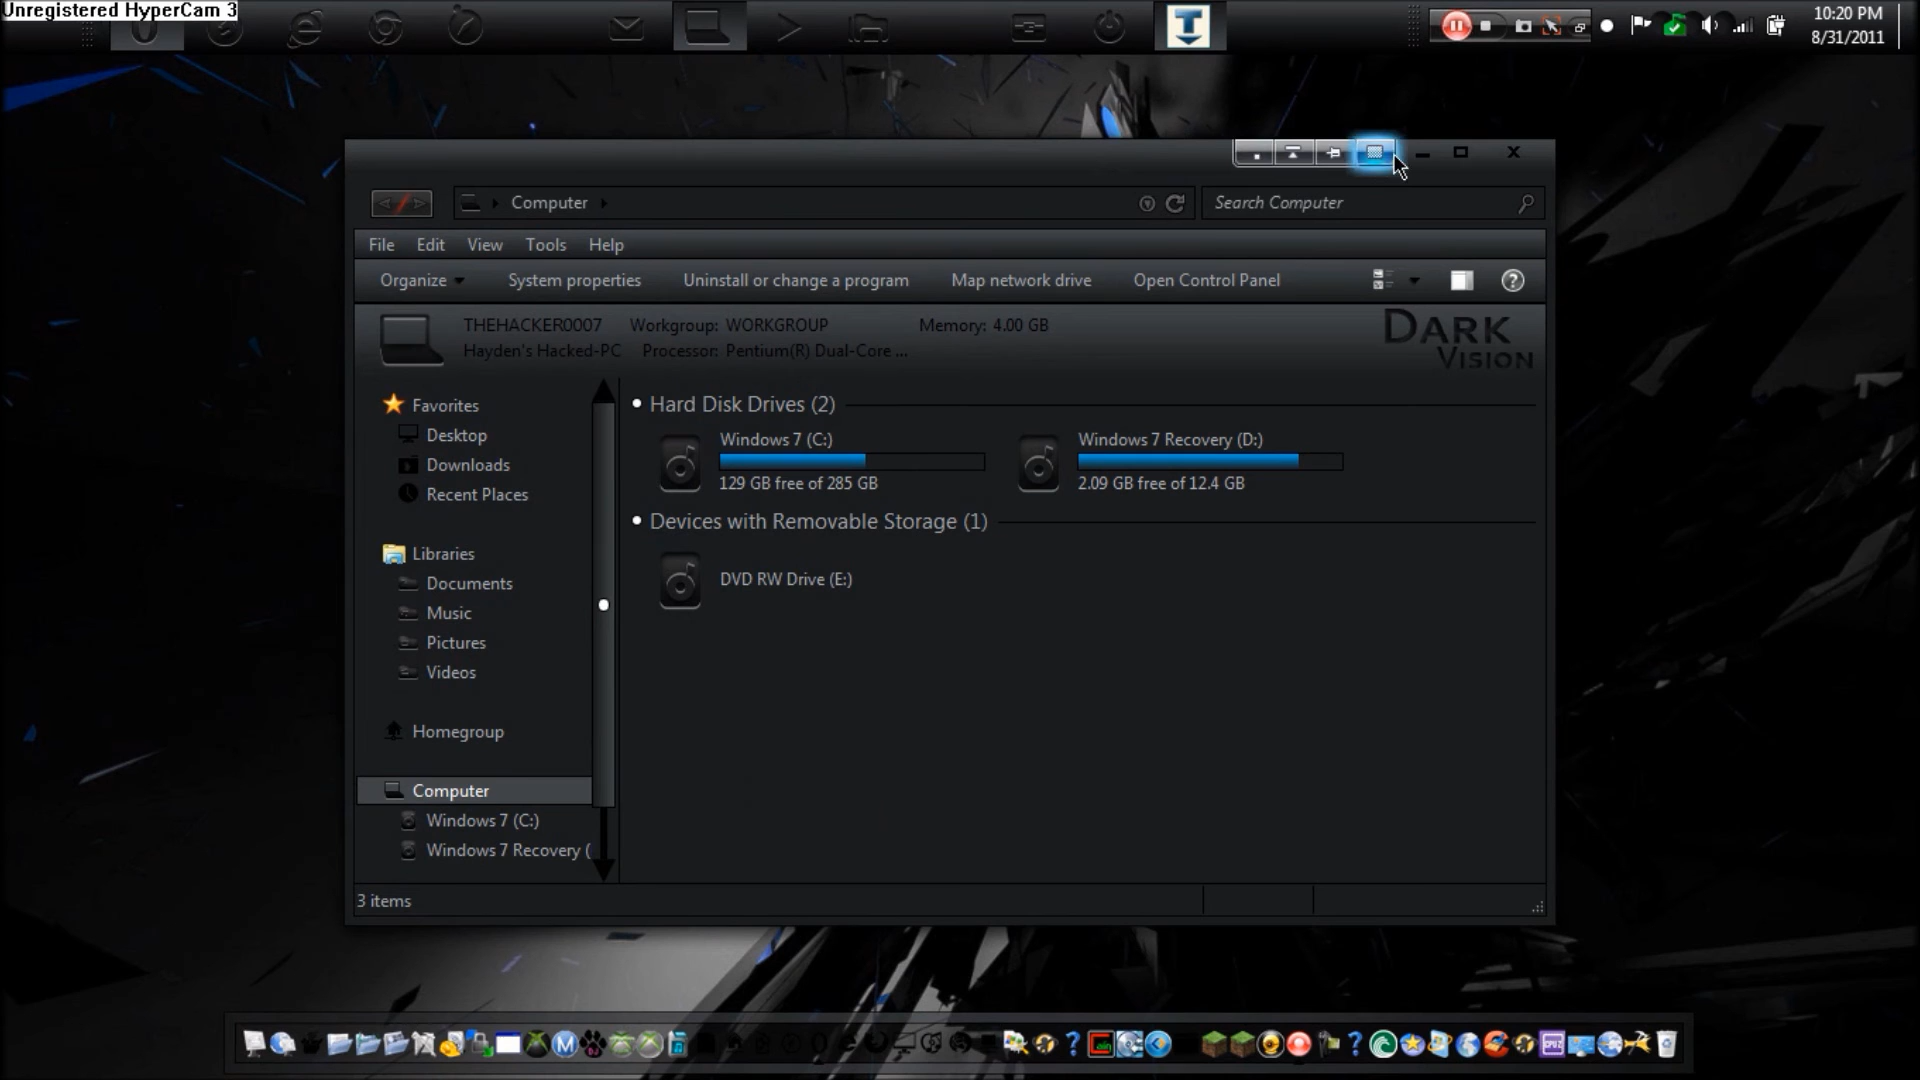 Unregistered HyperCam 3
10:20 PM
8/31/2011
Computer
Search Computer
File Edit View Tools Help
Organize System properties Uninstall or change a program Map network drive Open Control Panel
THEHACKER0007 Workgroup: WORKGROUP Memory: 4.00 GB
Hayden's Hacked-PC Processor: Pentium(R) Dual-Core ...
DARK
VISION
Favorites
Desktop
Downloads
Recent Places
Libraries
Documents
Music
Pictures
Videos
Homegroup
Computer
Windows 7 (C:)
Windows 7 Recovery (
Hard Disk Drives (2)
Windows 7 (C:)
129 GB free of 285 GB
Windows 7 Recovery (D:)
2.09 GB free of 12.4 GB
Devices with Removable Storage (1)
DVD RW Drive (E:)
3 items